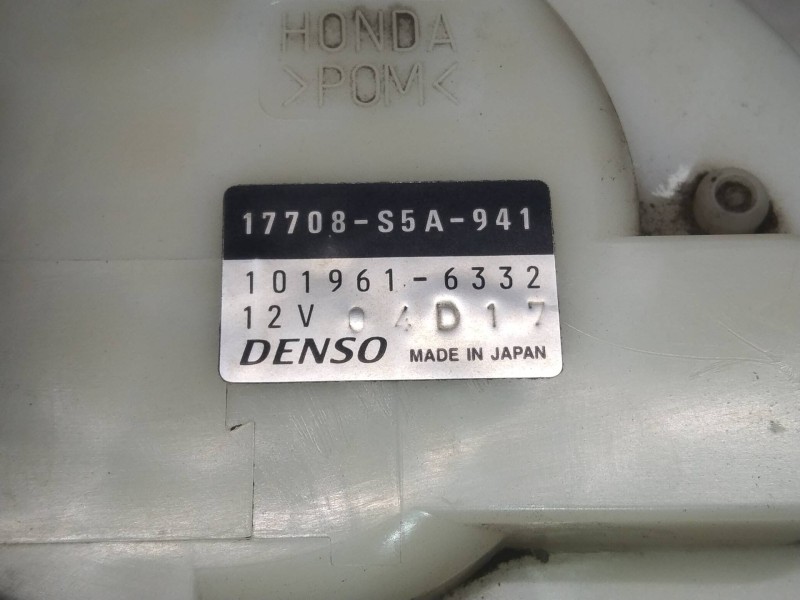 HONDA
>POM<
17708-S5A-941
101961-6332
12V 04D17
DENSO MADE IN JAPAN